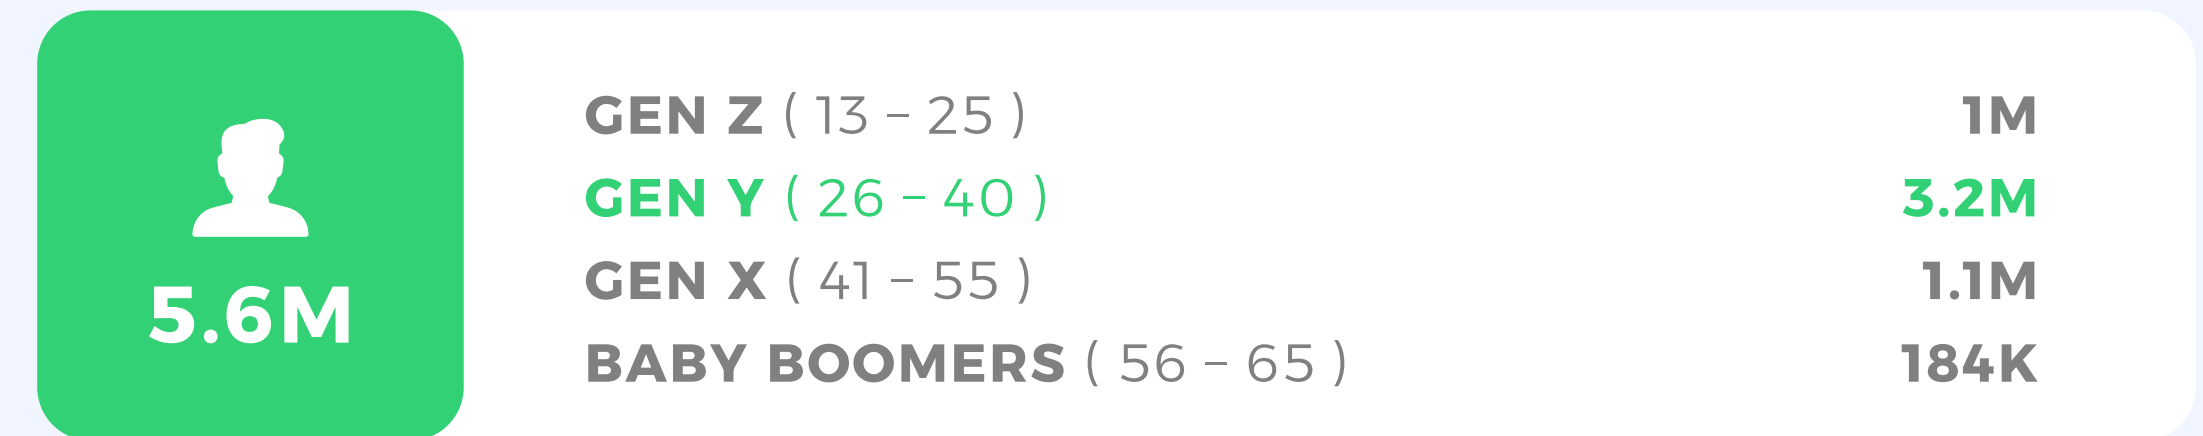 5.6M
GEN Z ( 13 – 25 ) 1M
GEN Y ( 26 – 40 ) 3.2M
GEN X ( 41 – 55 ) 1.1M
BABY BOOMERS ( 56 – 65 ) 184K